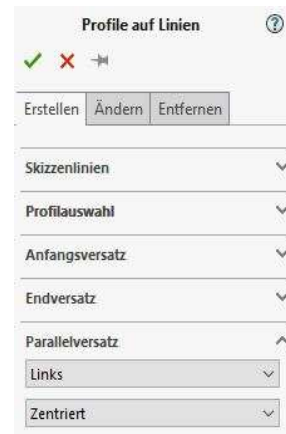 Profile auf Linien
Erstellen Ändern Entfernen
Skizzenlinien
Profilauswahl
Anfangsversatz
Endversatz
Parallelversatz
Links
Zentriert